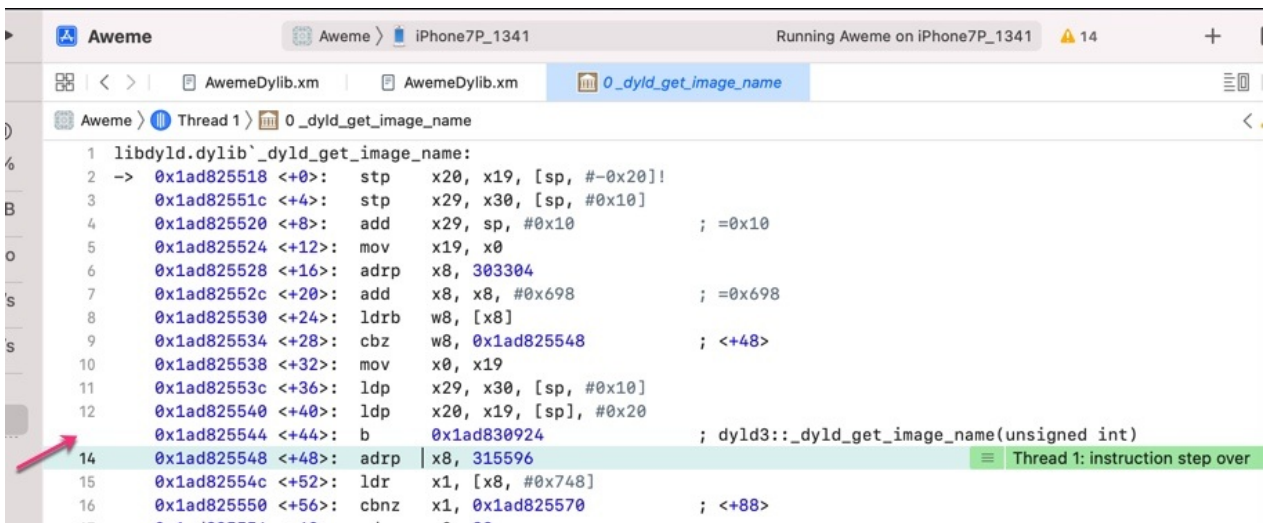 Aweme
Aweme 〉 iPhone7P_1341
Running Aweme on iPhone7P_1341
14
AwemeDylib.xm
AwemeDylib.xm
0 _dyld_get_image_name
Aweme 〉 Thread 1 〉 0 _dyld_get_image_name
1 libdyld.dylib`_dyld_get_image_name:
2 -> 0x1ad825518 <+0>: stp x20, x19, [sp, #-0x20]!
3 0x1ad82551c <+4>: stp x29, x30, [sp, #0x10]
4 0x1ad825520 <+8>: add x29, sp, #0x10 ; =0x10
5 0x1ad825524 <+12>: mov x19, x0
6 0x1ad825528 <+16>: adrp x8, 303304
7 0x1ad82552c <+20>: add x8, x8, #0x698 ; =0x698
8 0x1ad825530 <+24>: ldrb w8, [x8]
9 0x1ad825534 <+28>: cbz w8, 0x1ad825548 ; <+48>
10 0x1ad825538 <+32>: mov x0, x19
11 0x1ad82553c <+36>: ldp x29, x30, [sp, #0x10]
12 0x1ad825540 <+40>: ldp x20, x19, [sp], #0x20
0x1ad825544 <+44>: b 0x1ad830924 ; dyld3::_dyld_get_image_name(unsigned int)
14 0x1ad825548 <+48>: adrp x8, 315596 Thread 1: instruction step over
15 0x1ad82554c <+52>: ldr x1, [x8, #0x748]
16 0x1ad825550 <+56>: cbnz x1, 0x1ad825570 ; <+88>